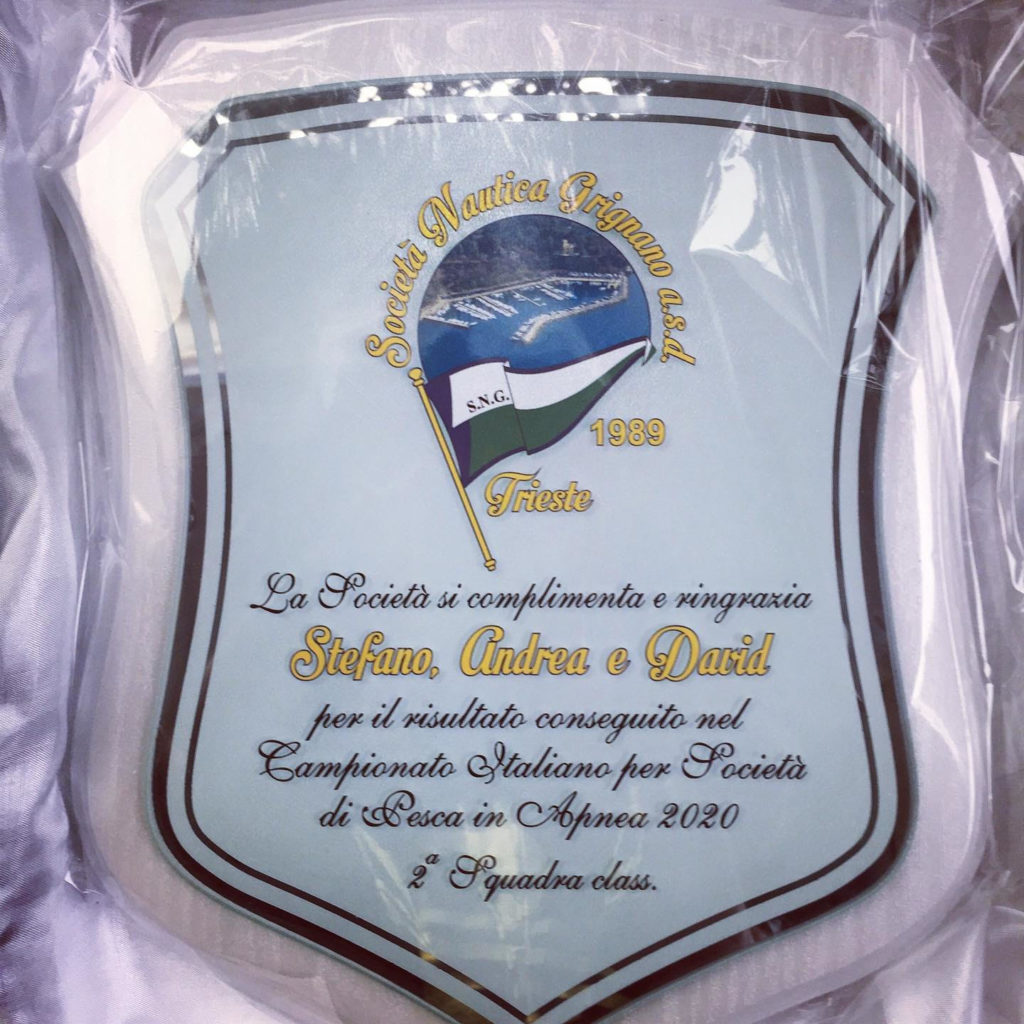 Società Nautica Grignano a.s.d.
S.N.G.
1989
Trieste
La Società si complimenta e ringrazia
Stefano, Andrea e David
per il risultato conseguito nel
Campionato Italiano per Società
di Pesca in Apnea 2020
2ª Squadra class.